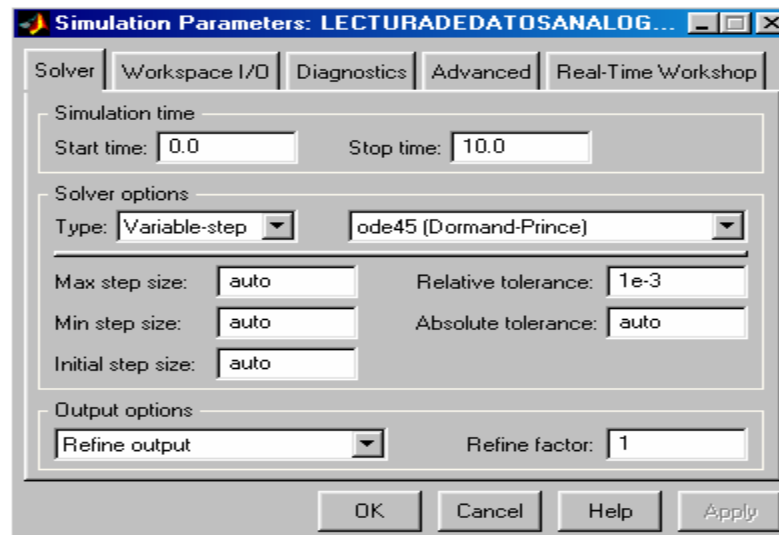 Simulation Parameters: LECTURADEDATOSANALOG...
Solver Workspace I/O Diagnostics Advanced Real-Time Workshop
Simulation time
Start time: 0.0 Stop time: 10.0
Solver options
Type: Variable-step ode45 (Dormand-Prince)
Max step size: auto Relative tolerance: 1e-3
Min step size: auto Absolute tolerance: auto
Initial step size: auto
Output options
Refine output Refine factor: 1
OK Cancel Help Apply